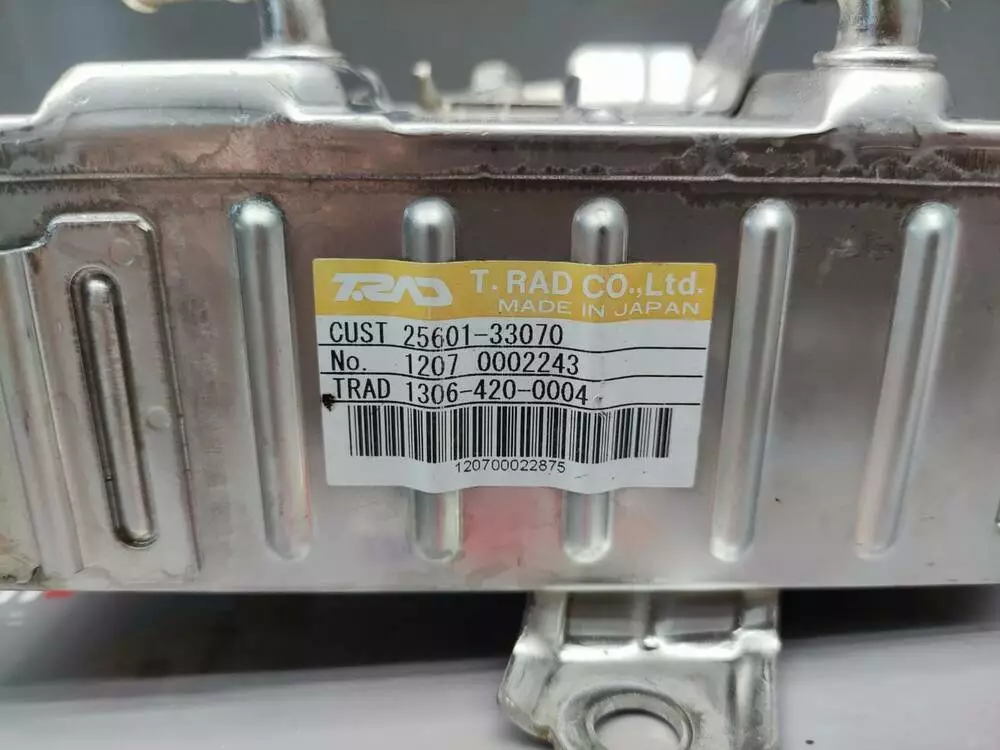 TRAD T.RAD CO.,Ltd.
MADE IN JAPAN
CUST 25601-33070
No. 1207 0002243
TRAD 1306-420-0004
120700022875